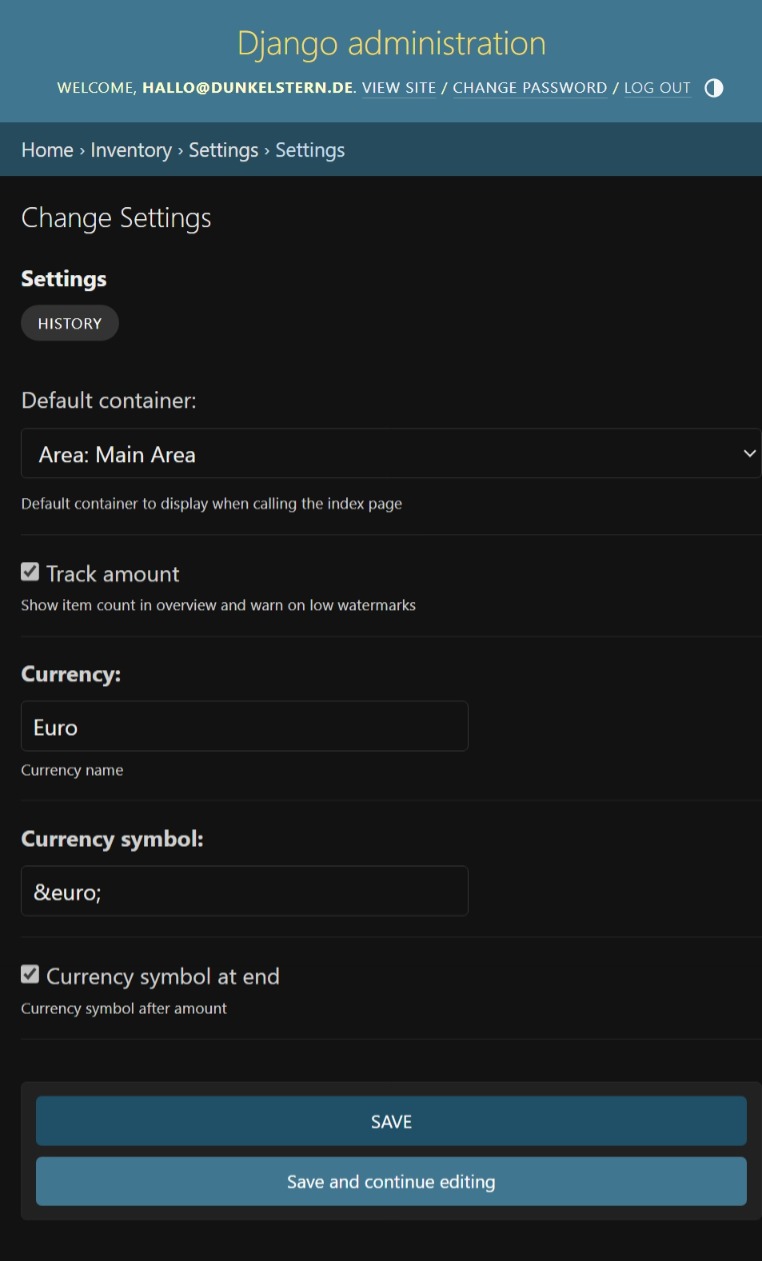 Django administration
WELCOME, HALLO@DUNKELSTERN.DE. VIEW SITE / CHANGE PASSWORD / LOG OUT
Home › Inventory › Settings › Settings
Change Settings
Settings
HISTORY
Default container:
Area: Main Area
Default container to display when calling the index page
Track amount
Show item count in overview and warn on low watermarks
Currency:
Euro
Currency name
Currency symbol:
&euro;
Currency symbol at end
Currency symbol after amount
SAVE
Save and continue editing